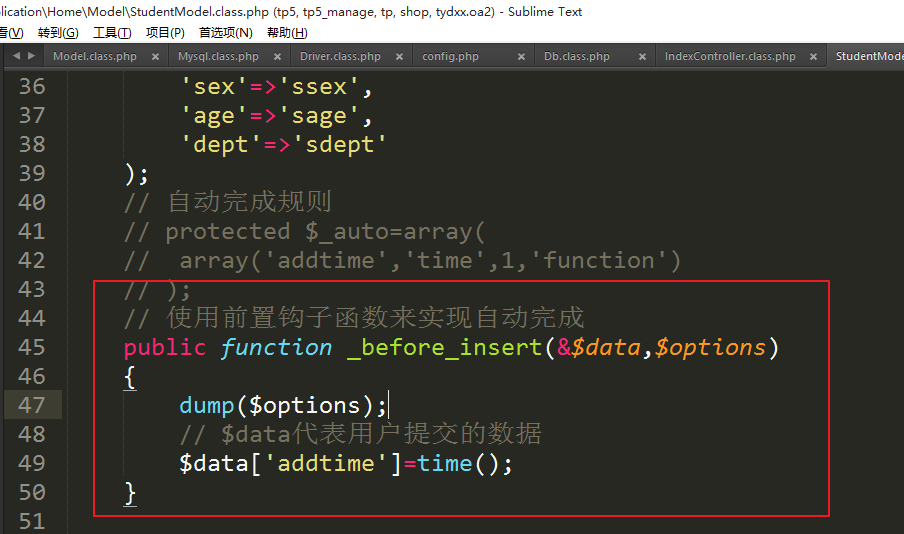 lication\Home\Model\StudentModel.class.php (tp5, tp5_manage, tp, shop, tydxx.oa2) - Sublime Text
看(V) 转到(G) 工具(T) 项目(P) 首选项(N) 帮助(H)
Model.class.php × Mysql.class.php × Driver.class.php × config.php × Db.class.php × IndexController.class.php × StudentMode
36 'sex'=>'ssex',
37 'age'=>'sage',
38 'dept'=>'sdept'
39 );
40 // 自动完成规则
41 // protected $_auto=array(
42 //  array('addtime','time',1,'function')
43 // );
44 // 使用前置钩子函数来实现自动完成
45 public function _before_insert(&$data,$options)
46 {
47 dump($options);
48 // $data代表用户提交的数据
49 $data['addtime']=time();
50 }
51